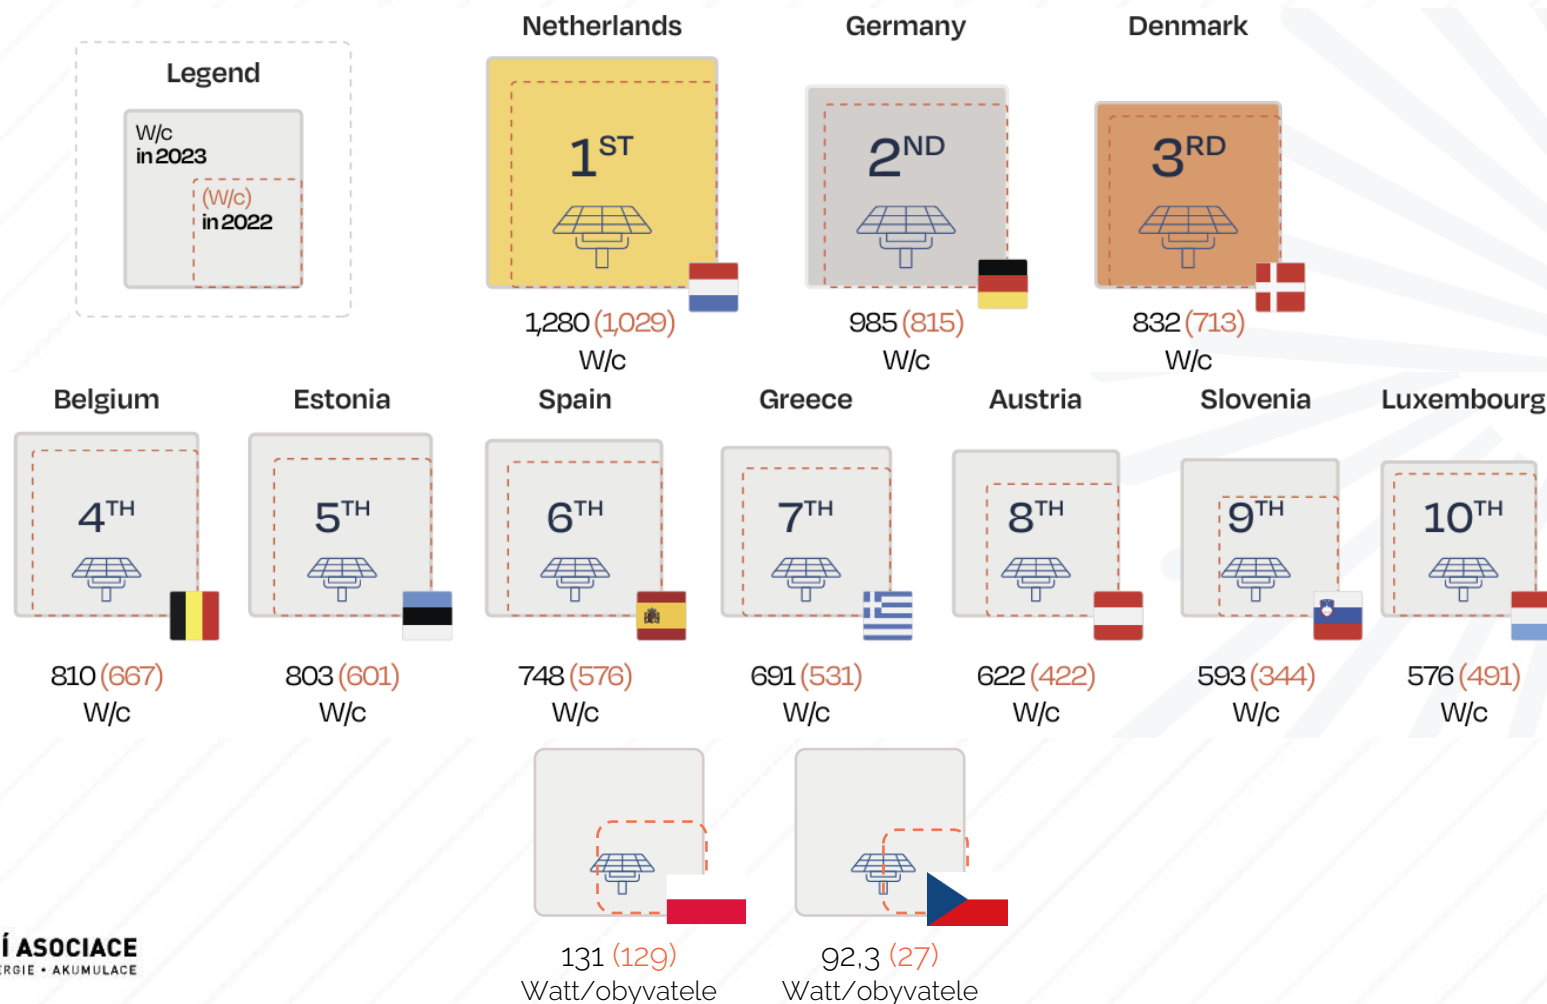 Netherlands
Germany
Denmark
Legend
W/c
in 2023
(W/c)
in 2022
1ST
2ND
3RD
1,280 (1,029)
W/c
985 (815)
W/c
832 (713)
W/c
Belgium
Estonia
Spain
Greece
Austria
Slovenia
Luxembourg
4TH
5TH
6TH
7TH
8TH
9TH
10TH
810 (667)
W/c
803 (601)
W/c
748 (576)
W/c
691 (531)
W/c
622 (422)
W/c
593 (344)
W/c
576 (491)
W/c
131 (129)
Watt/obyvatele
92,3 (27)
Watt/obyvatele
Í ASOCIACE
ERGIE • AKUMULACE